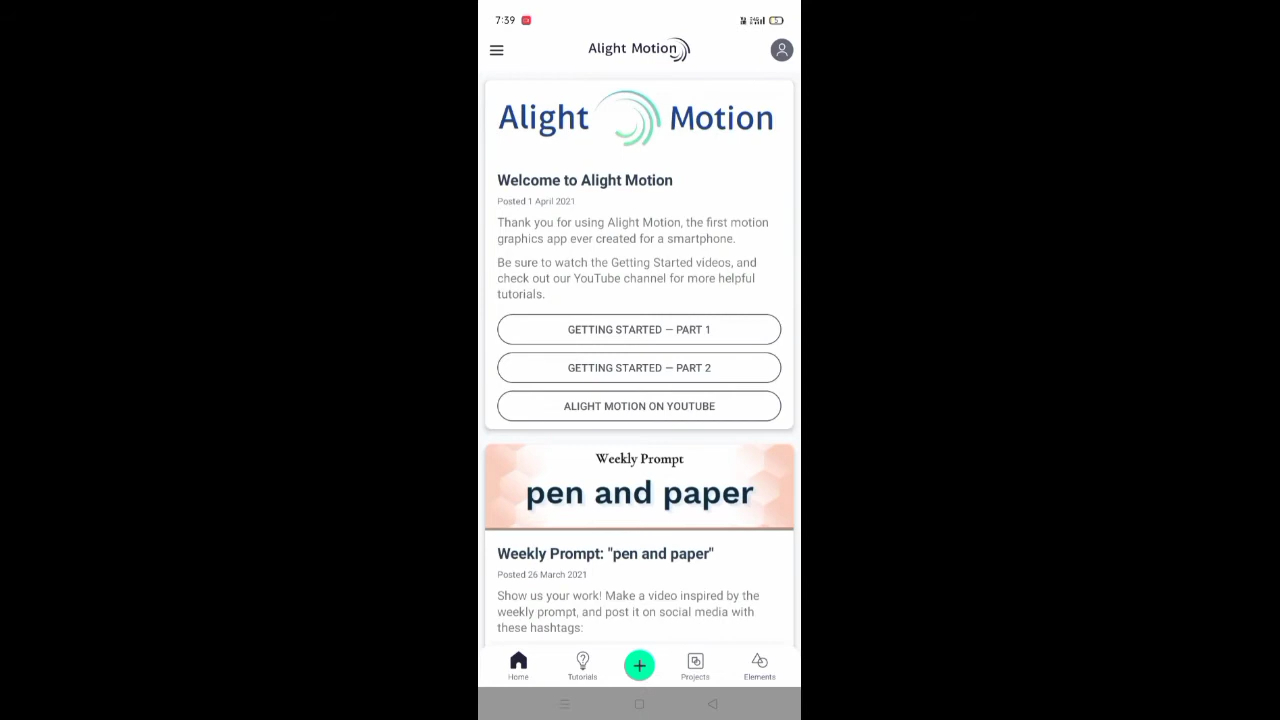 7:39
Alight Motion
Alight Motion
Welcome to Alight Motion
Posted 1 April 2021
Thank you for using Alight Motion, the first motion
graphics app ever created for a smartphone.
Be sure to watch the Getting Started videos, and
check out our YouTube channel for more helpful
tutorials.
GETTING STARTED — PART 1
GETTING STARTED — PART 2
ALIGHT MOTION ON YOUTUBE
Weekly Prompt
pen and paper
Weekly Prompt: "pen and paper"
Posted 26 March 2021
Show us your work! Make a video inspired by the
weekly prompt, and post it on social media with
these hashtags:
Home
Tutorials
Projects
Elements